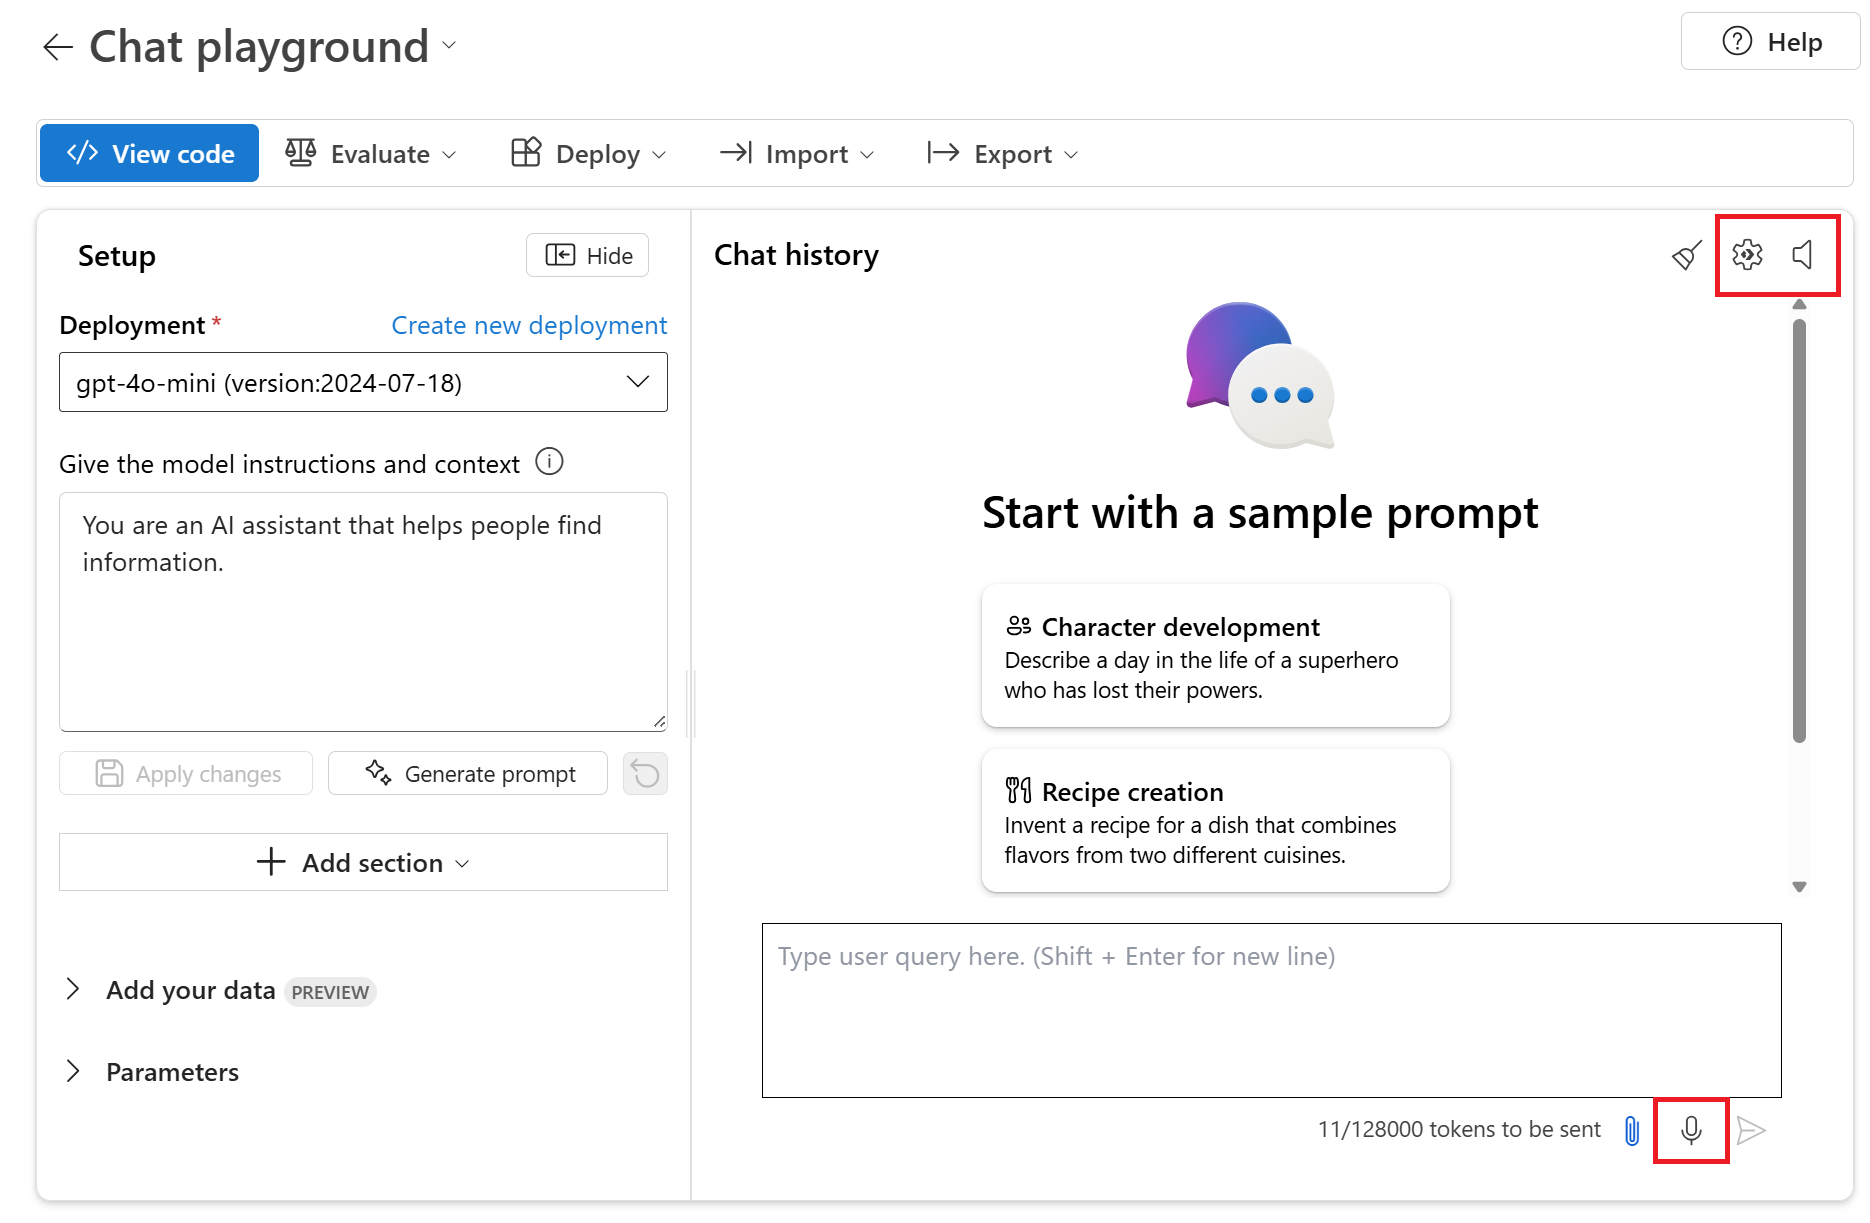 Chat playground
Help
View code
Evaluate
Deploy
Import
Export
Setup
Hide
Deployment *
Create new deployment
gpt-4o-mini (version:2024-07-18)
Give the model instructions and context
You are an AI assistant that helps people find
information.
Apply changes
Generate prompt
Add section
Add your data PREVIEW
Parameters
Chat history
Start with a sample prompt
Character development
Describe a day in the life of a superhero
who has lost their powers.
Recipe creation
Invent a recipe for a dish that combines
flavors from two different cuisines.
Type user query here. (Shift + Enter for new line)
11/128000 tokens to be sent